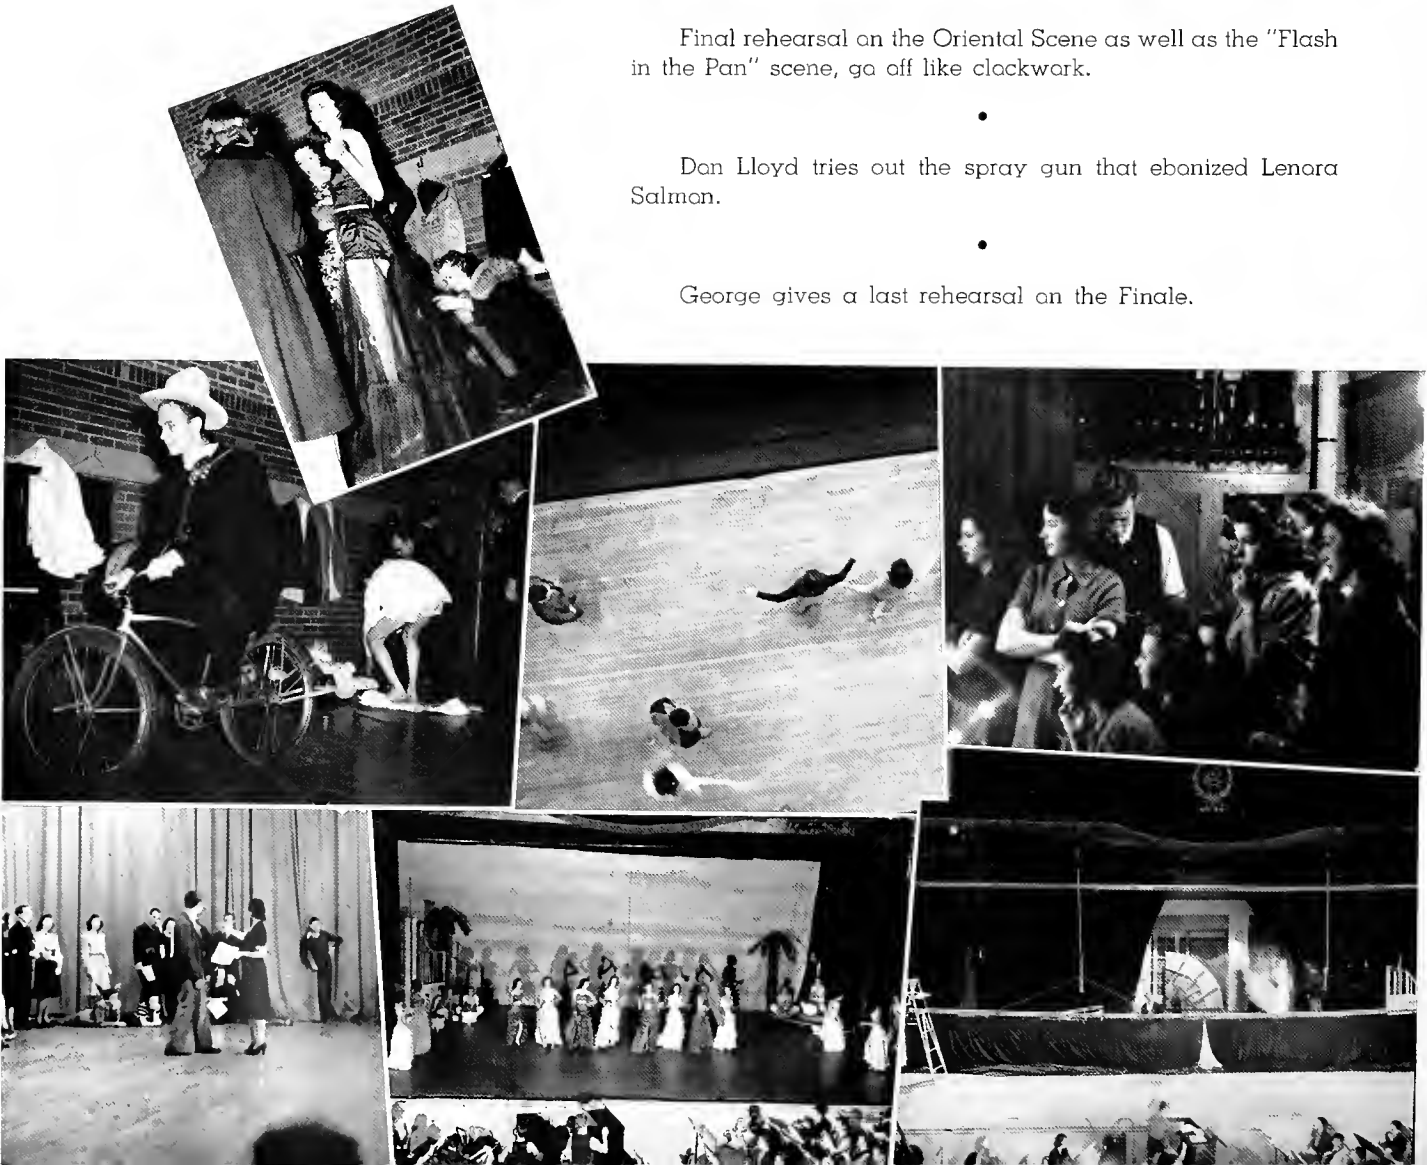 Final rehearsal on the Oriental Scene as well as the "Flash
in the Pan" scene, go off like clockwork.
Don Lloyd tries out the spray gun that ebonized Lenora
Salmon.
George gives a last rehearsal on the Finale.